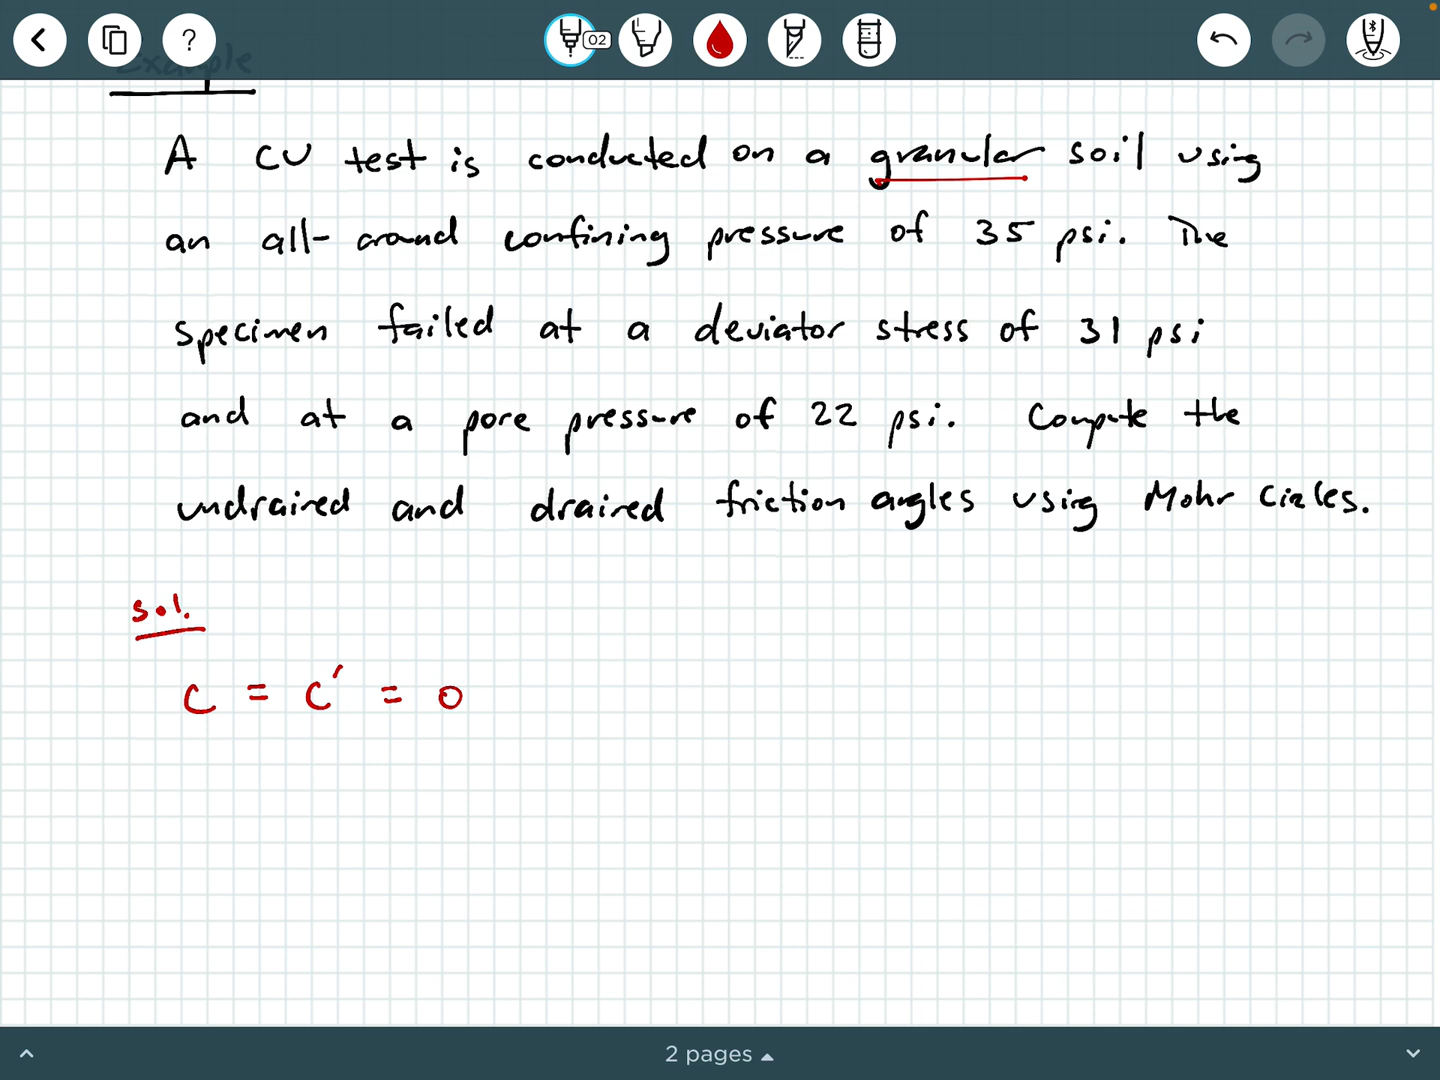 ?
02
Example
A CU test is conducted on a granular soil using
an all-around confining pressure of 35 psi. The
specimen failed at a deviator stress of 31 psi
and at a pore pressure of 22 psi. Compute the
undrained and drained friction angles using Mohr Circles.
Sol.
C = C' = 0
2 pages